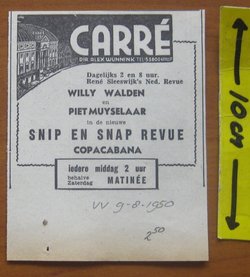 CARRÉ
DIR. ALEX WUNNINK TEL.
Dagelijks 2 en 8 uur.
René Sleeswijk's Ned. Revue
WILLY WALDEN
en
PIET MUYSELAAR
in de nieuwe
SNIP EN SNAP REVUE
COPACABANA
iedere middag 2 uur
behalve Zaterdag MATINÉE
VV 9-8-1950
2.50
10cm